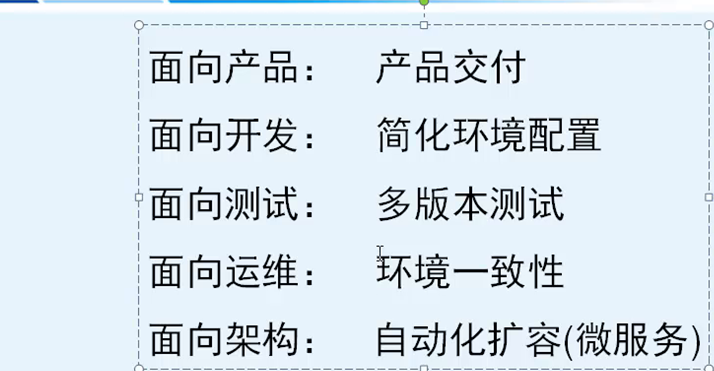 面向产品： 产品交付
面向开发： 简化环境配置
面向测试： 多版本测试
面向运维： 环境一致性
面向架构： 自动化扩容(微服务)